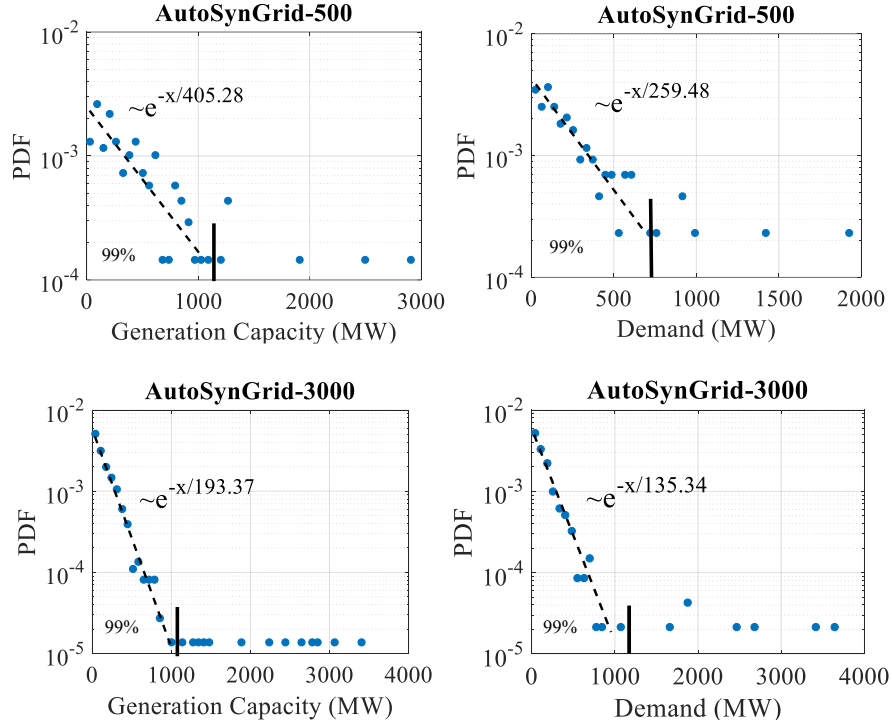 AutoSynGrid-500
10^-2
10^-3
10^-4
PDF
~e^-x/405.28
99%
0 1000 2000 3000
Generation Capacity (MW)
AutoSynGrid-500
10^-2
10^-3
10^-4
PDF
~e^-x/259.48
99%
0 500 1000 1500 2000
Demand (MW)
AutoSynGrid-3000
10^-2
10^-3
10^-4
10^-5
PDF
~e^-x/193.37
99%
0 1000 2000 3000 4000
Generation Capacity (MW)
AutoSynGrid-3000
10^-2
10^-3
10^-4
10^-5
PDF
~e^-x/135.34
99%
0 1000 2000 3000 4000
Demand (MW)